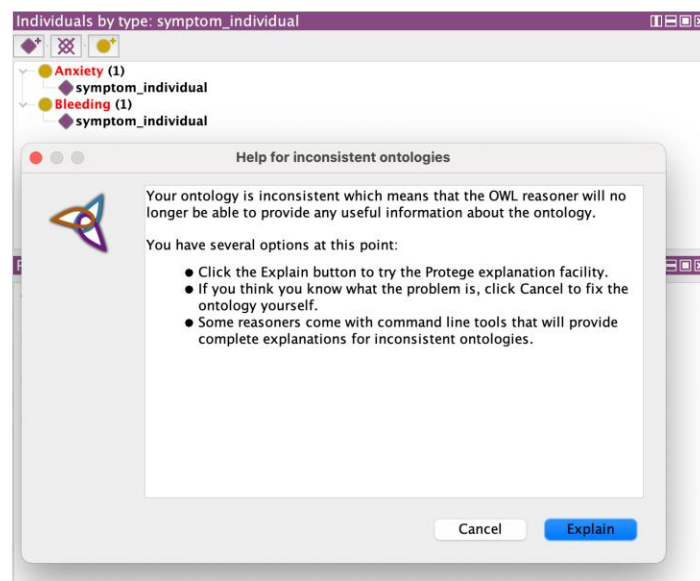 Individuals by type: symptom_individual
Anxiety (1)
symptom_individual
Bleeding (1)
symptom_individual
Help for inconsistent ontologies
Your ontology is inconsistent which means that the OWL reasoner will no
longer be able to provide any useful information about the ontology.
You have several options at this point:
● Click the Explain button to try the Protege explanation facility.
● If you think you know what the problem is, click Cancel to fix the
ontology yourself.
● Some reasoners come with command line tools that will provide
complete explanations for inconsistent ontologies.
Cancel Explain